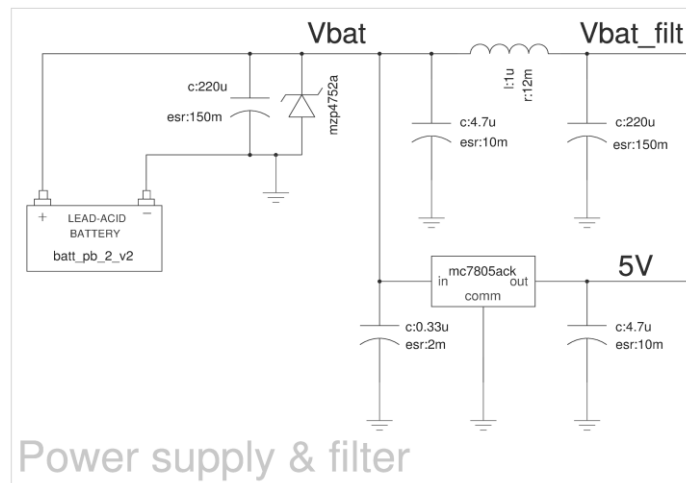 Vbat
Vbat_filt
c:220u
esr:150m
mzp4752a
c:4.7u
esr:10m
l:1u
r:12m
c:220u
esr:150m
+
−
LEAD-ACID
BATTERY
batt_pb_2_v2
mc7805ack
in
out
comm
5V
c:0.33u
esr:2m
c:4.7u
esr:10m
Power supply & filter